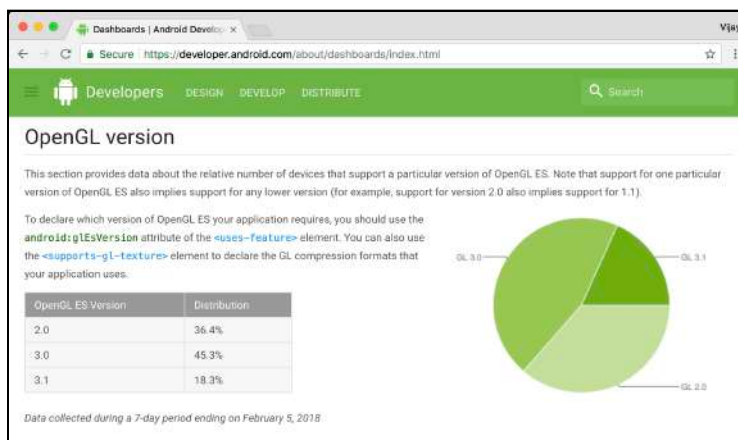 Dashboards | Android Develop
Vijay
Secure https://developer.android.com/about/dashboards/index.html
Developers DESIGN DEVELOP DISTRIBUTE Search
OpenGL version
This section provides data about the relative number of devices that support a particular version of OpenGL ES. Note that support for one particular
version of OpenGL ES also implies support for any lower version (for example, support for version 2.0 also implies support for 1.1).
To declare which version of OpenGL ES your application requires, you should use the
android:glEsVersion attribute of the <uses-feature> element. You can also use
the <supports-gl-texture> element to declare the GL compression formats that
your application uses.
OpenGL ES Version Distribution
2.0 36.4%
3.0 45.3%
3.1 18.3%
GL 3.0
GL 3.1
GL 2.0
Data collected during a 7-day period ending on February 5, 2018